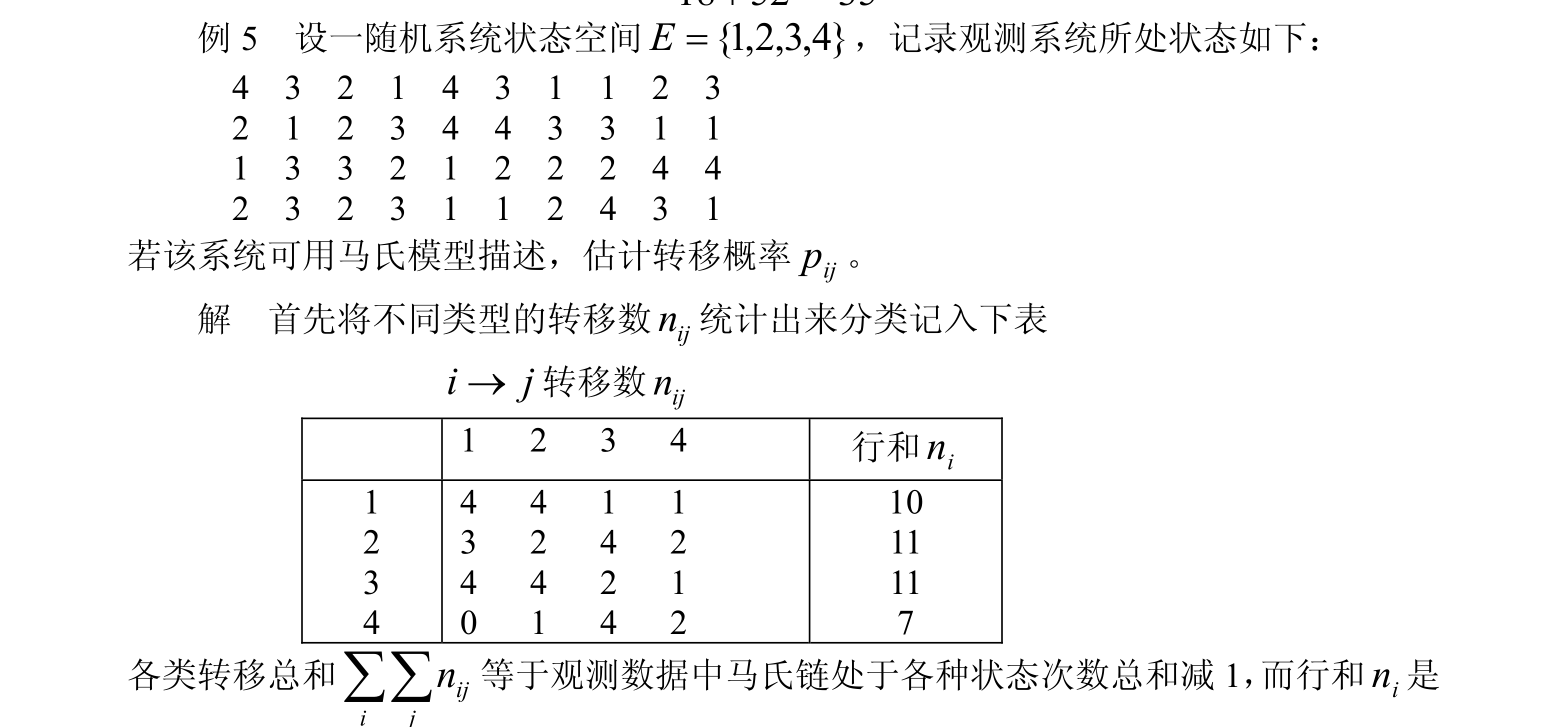 例 5 设一随机系统状态空间 E = {1,2,3,4}，记录观测系统所处状态如下：
4 3 2 1 4 3 1 1 2 3
2 1 2 3 4 4 3 3 1 1
1 3 3 2 1 2 2 2 4 4
2 3 2 3 1 1 2 4 3 1
若该系统可用马氏模型描述，估计转移概率 p_{ij} 。
解 首先将不同类型的转移数 n_{ij} 统计出来分类记入下表
i → j 转移数 n_{ij}
1 2 3 4 行和 n_i
1 4 4 1 1 10
2 3 2 4 2 11
3 4 4 2 1 11
4 0 1 4 2 7
各类转移总和 ∑_i ∑_j n_{ij} 等于观测数据中马氏链处于各种状态次数总和减 1，而行和 n_i 是